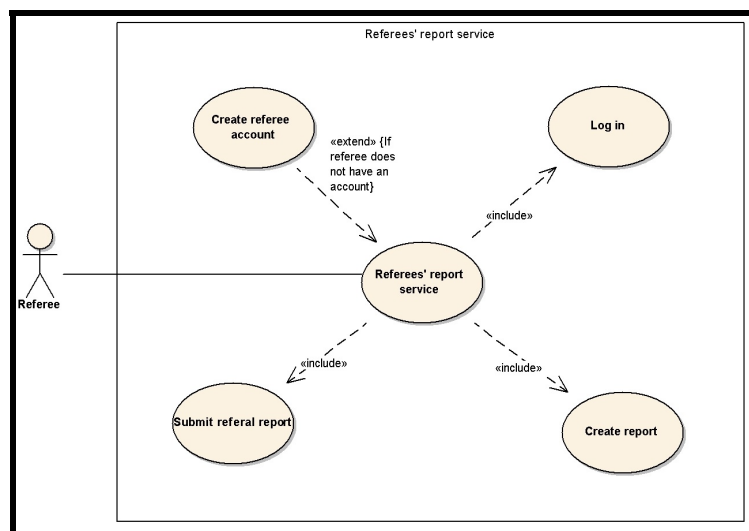 Referees' report service
Create referee
account
Log in
«extend» {If
referee does
not have an
account}
«include»
Referees' report
service
Referee
«include»
«include»
Submit referal report
Create report